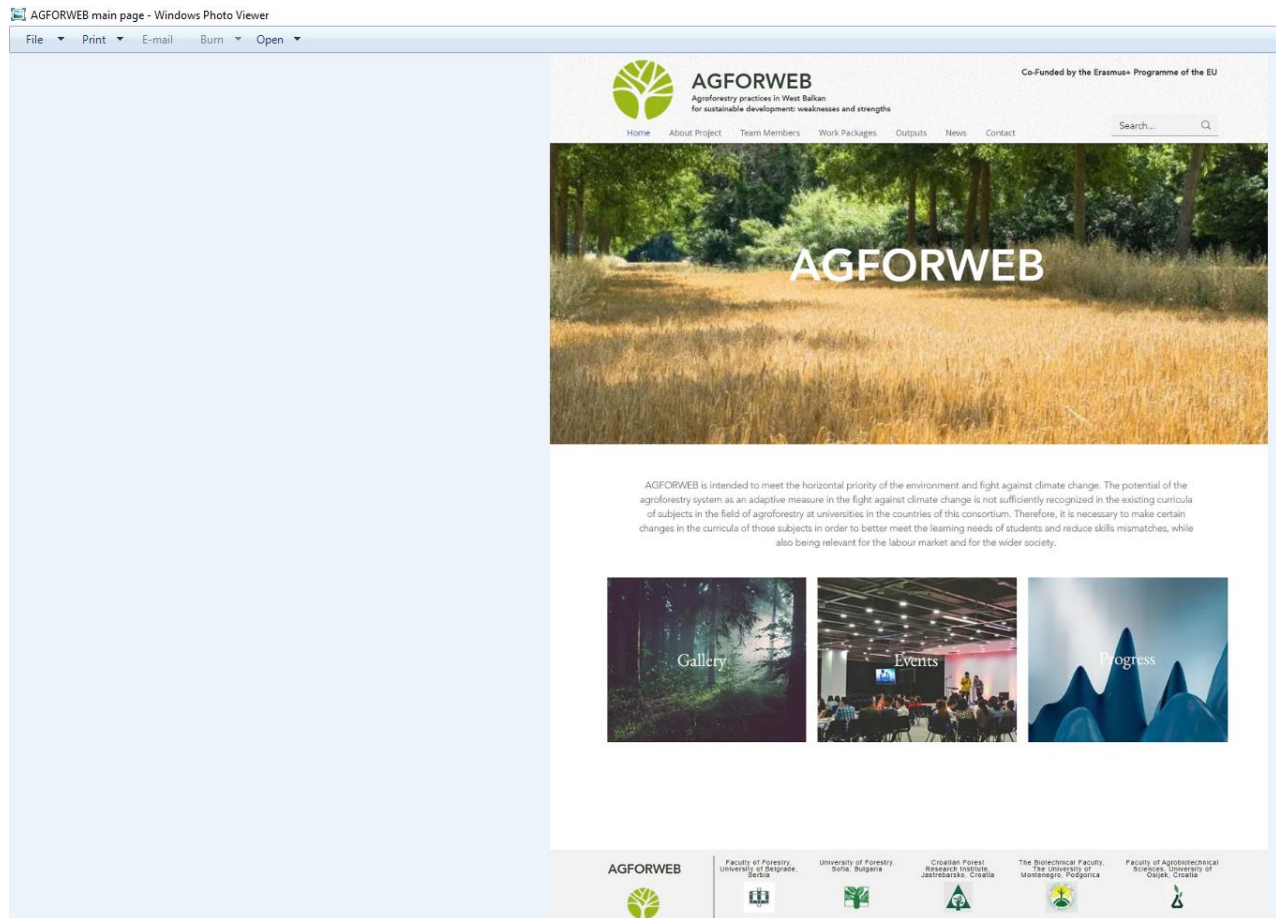 AGFORWEB main page - Windows Photo Viewer
File Print E-mail Burn Open
AGFORWEB
Agroforestry practices in West Balkan
for sustainable development: weaknesses and strengths
Co-Funded by the Erasmus+ Programme of the EU
Search...
Home About Project Team Members Work Packages Outputs News Contact
AGFORWEB
AGFORWEB is intended to meet the horizontal priority of the environment and fight against climate change. The potential of the
agroforestry system as an adaptive measure in the fight against climate change is not sufficiently recognized in the existing curricula
of subjects in the field of agroforestry at universities in the countries of this consortium. Therefore, it is necessary to make certain
changes in the curricula of those subjects in order to better meet the learning needs of students and reduce skills mismatches, while
also being relevant for the labour market and for the wider society.
Gallery
Events
Progress
AGFORWEB
Faculty of Forestry,
University of Belgrade,
Serbia
University of Forestry,
Sofia, Bulgaria
Croatian Forest
Research Institute,
Jastrebarsko, Croatia
The Biotechnical Faculty,
The University of
Montenegro, Podgorica
Faculty of Agrobiotechnical
Sciences, University of
Osijek, Croatia